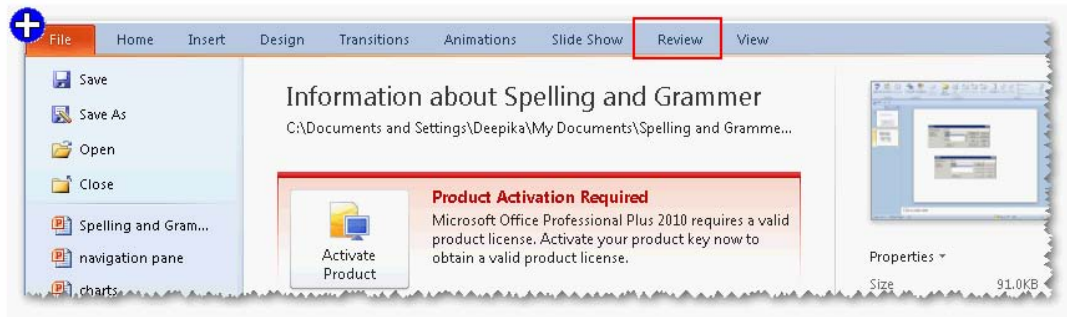 File Home Insert Design Transitions Animations Slide Show Review View
Save
Save As
Open
Close
Spelling and Gram...
navigation pane
charts
Information about Spelling and Grammer
C:\Documents and Settings\Deepika\My Documents\Spelling and Gramme...
Activate
Product
Product Activation Required
Microsoft Office Professional Plus 2010 requires a valid
product license. Activate your product key now to
obtain a valid product license.
Properties
Size 91.0KB